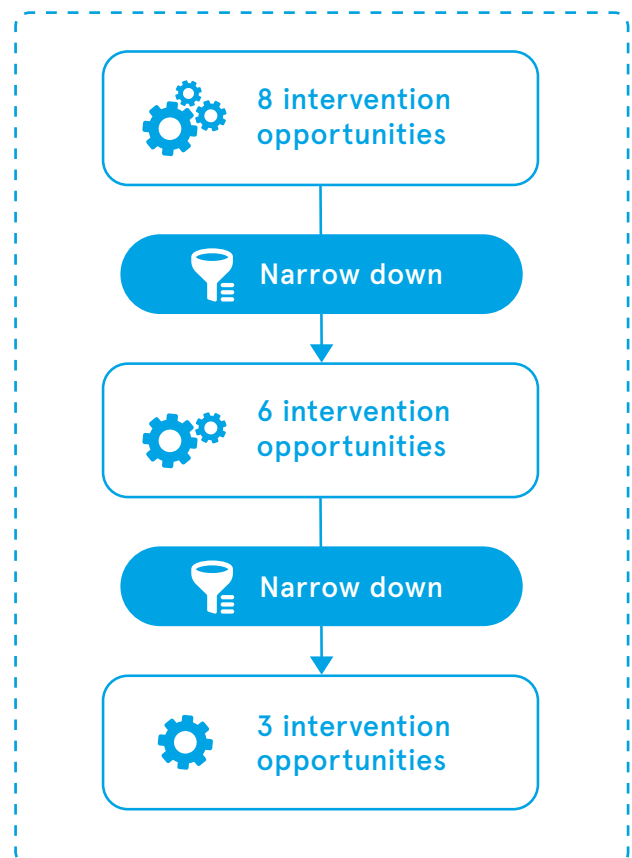 8 intervention
opportunities
Narrow down
6 intervention
opportunities
Narrow down
3 intervention
opportunities